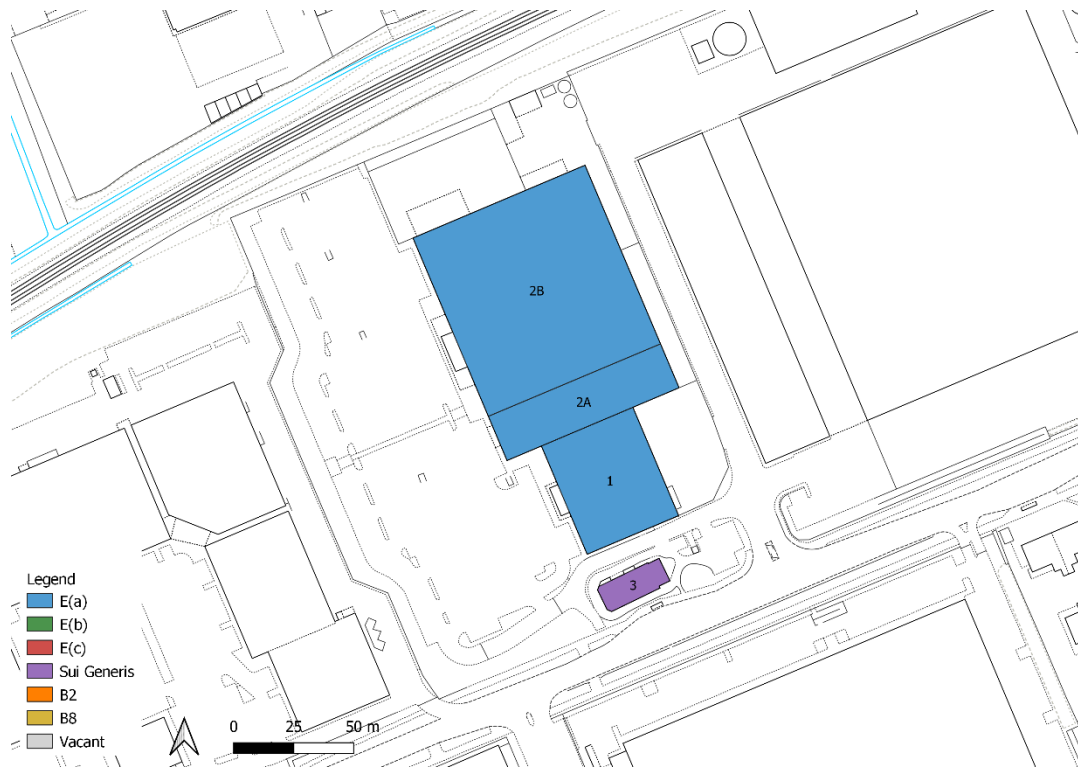 2B
2A
1
3
Legend
E(a)
E(b)
E(c)
Sui Generis
B2
B8
Vacant
0 25 50 m